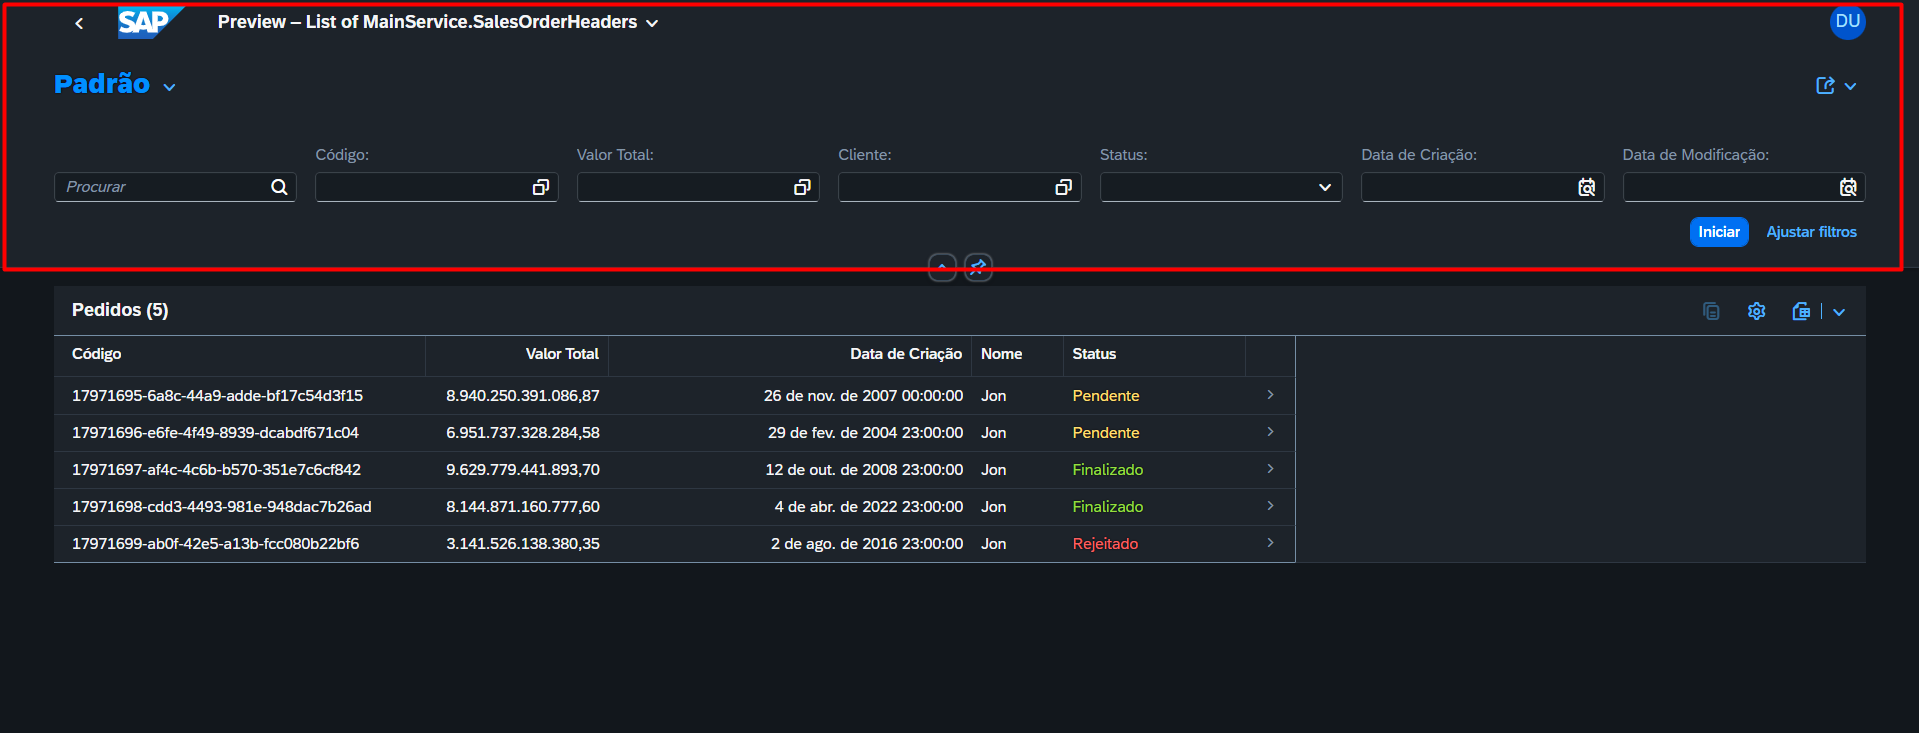 SAP Preview – List of MainService.SalesOrderHeaders DU
Padrão
Código: Valor Total: Cliente: Status: Data de Criação: Data de Modificação:
Procurar
Iniciar Ajustar filtros
Pedidos (5)
Código Valor Total Data de Criação Nome Status
17971695-6a8c-44a9-adde-bf17c54d3f15 8.940.250.391.086,87 26 de nov. de 2007 00:00:00 Jon Pendente
17971696-e6fe-4f49-8939-dcabdf671c04 6.951.737.328.284,58 29 de fev. de 2004 23:00:00 Jon Pendente
17971697-af4c-4c6b-b570-351e7c6cf842 9.629.779.441.893,70 12 de out. de 2008 23:00:00 Jon Finalizado
17971698-cdd3-4493-981e-948dac7b26ad 8.144.871.160.777,60 4 de abr. de 2022 23:00:00 Jon Finalizado
17971699-ab0f-42e5-a13b-fcc080b22bf6 3.141.526.138.380,35 2 de ago. de 2016 23:00:00 Jon Rejeitado